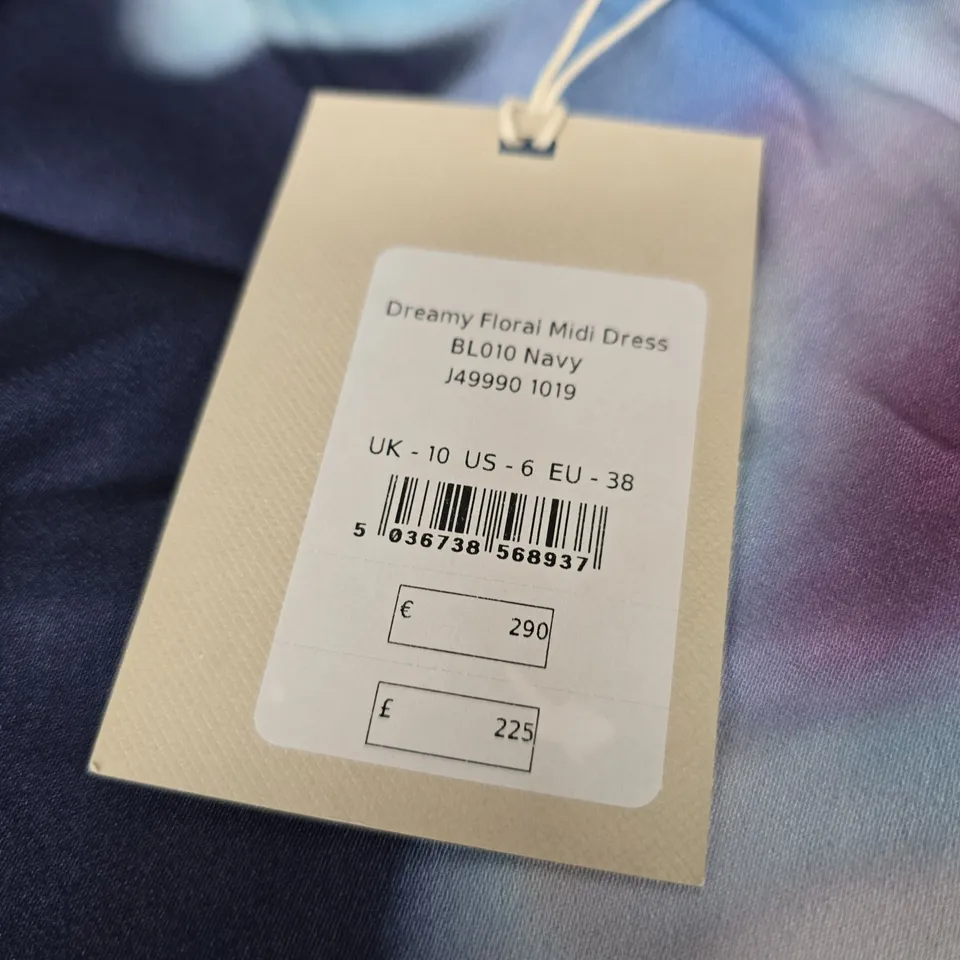 Dreamy Floral Midi Dress
BL010 Navy
J49990 1019
UK - 10 US - 6 EU - 38
5 036738 568937
€ 290
£ 225